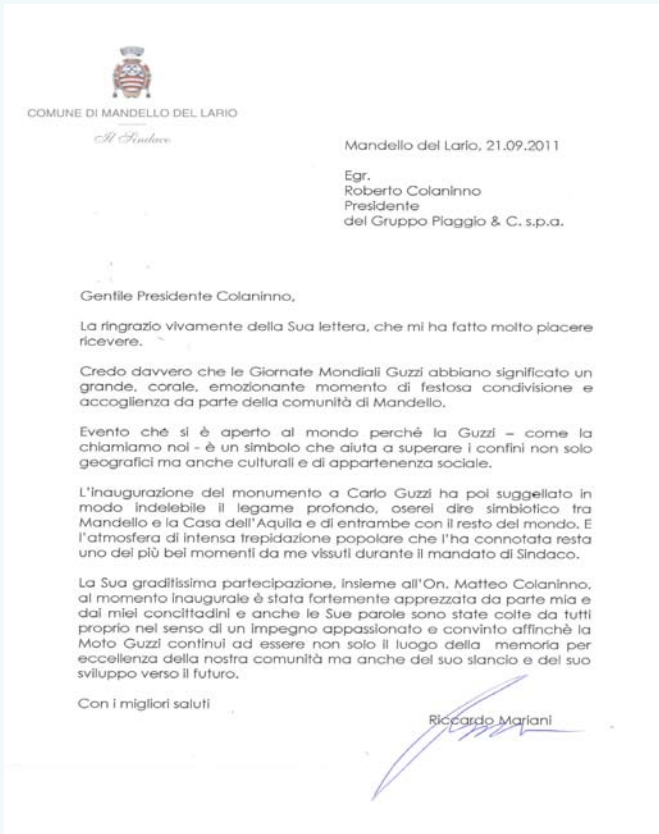 COMUNE DI MANDELLO DEL LARIO
Il Sindaco
Mandello del Lario, 21.09.2011
Egr.
Roberto Colaninno
Presidente
del Gruppo Piaggio & C. s.p.a.
Gentile Presidente Colaninno,
La ringrazio vivamente della Sua lettera, che mi ha fatto molto piacere
ricevere.
Credo davvero che le Giornate Mondiali Guzzi abbiano significato un
grande, corale, emozionante momento di festosa condivisione e
accoglienza da parte della comunità di Mandello.
Evento che si è aperto al mondo perché la Guzzi – come la
chiamiamo noi - è un simbolo che aiuta a superare i confini non solo
geografici ma anche culturali e di appartenenza sociale.
L'inaugurazione del monumento a Carlo Guzzi ha poi suggellato in
modo indelebile il legame profondo, oserei dire simbiotico tra
Mandello e la Casa dell'Aquila e di entrambe con il resto del mondo. E
l'atmosfera di intensa trepidazione popolare che l'ha connotata resta
uno dei più bei momenti da me vissuti durante il mandato di Sindaco.
La Sua graditissima partecipazione, insieme all'On. Matteo Colaninno,
al momento inaugurale è stata fortemente apprezzata da parte mia e
dai miei concittadini e anche le Sue parole sono state colte da tutti
proprio nel senso di un impegno appassionato e convinto affinchè la
Moto Guzzi continui ad essere non solo il luogo della memoria per
eccellenza della nostra comunità ma anche del suo slancio e del suo
sviluppo verso il futuro.
Con i migliori saluti
Riccardo Mariani